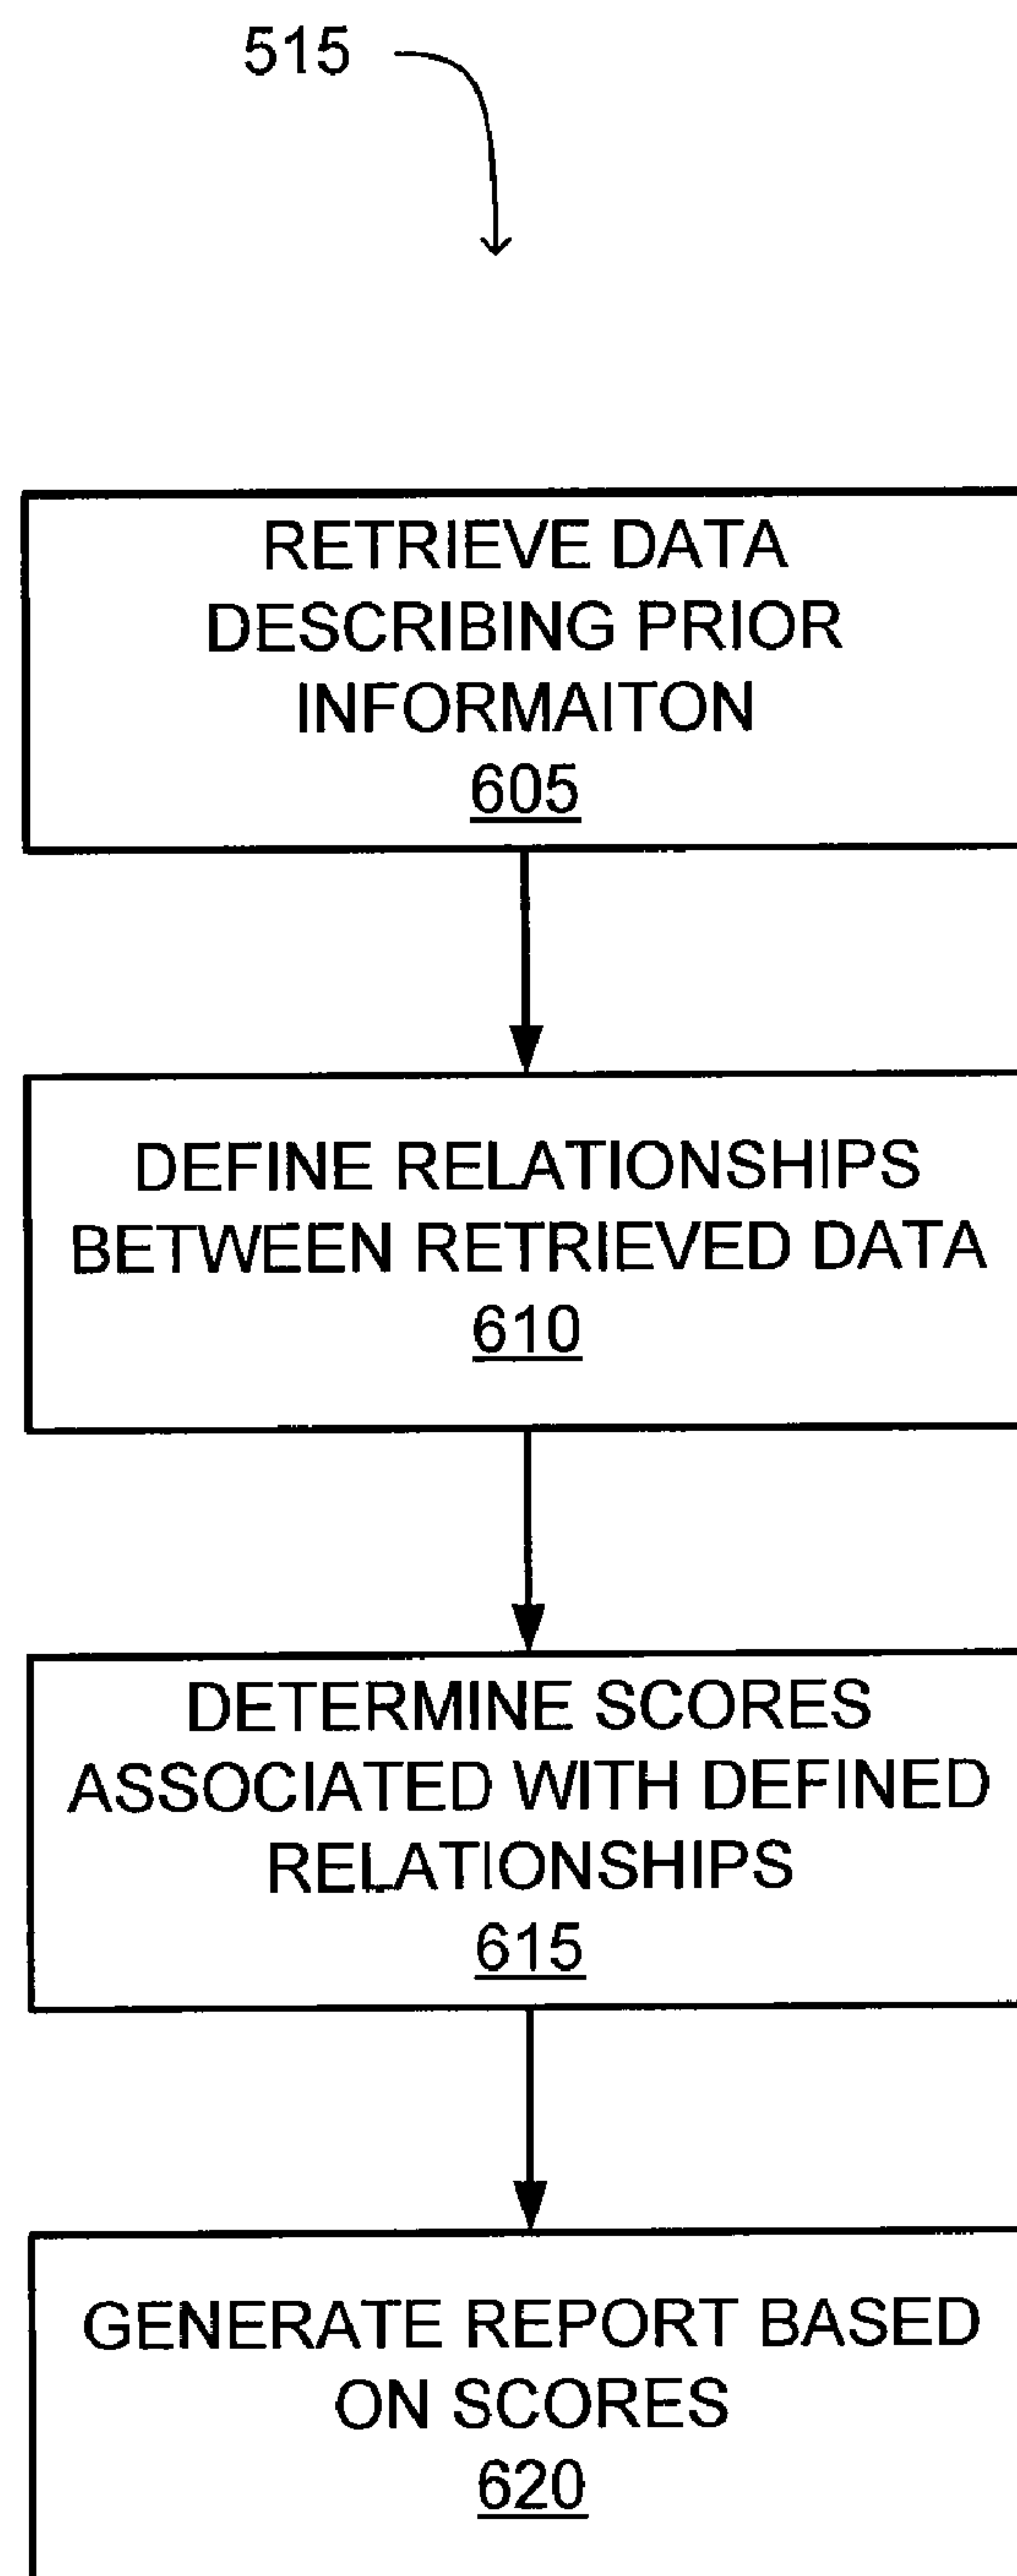 515
RETRIEVE DATA
DESCRIBING PRIOR
INFORMAITON
605
DEFINE RELATIONSHIPS
BETWEEN RETRIEVED DATA
610
DETERMINE SCORES
ASSOCIATED WITH DEFINED
RELATIONSHIPS
615
GENERATE REPORT BASED
ON SCORES
620